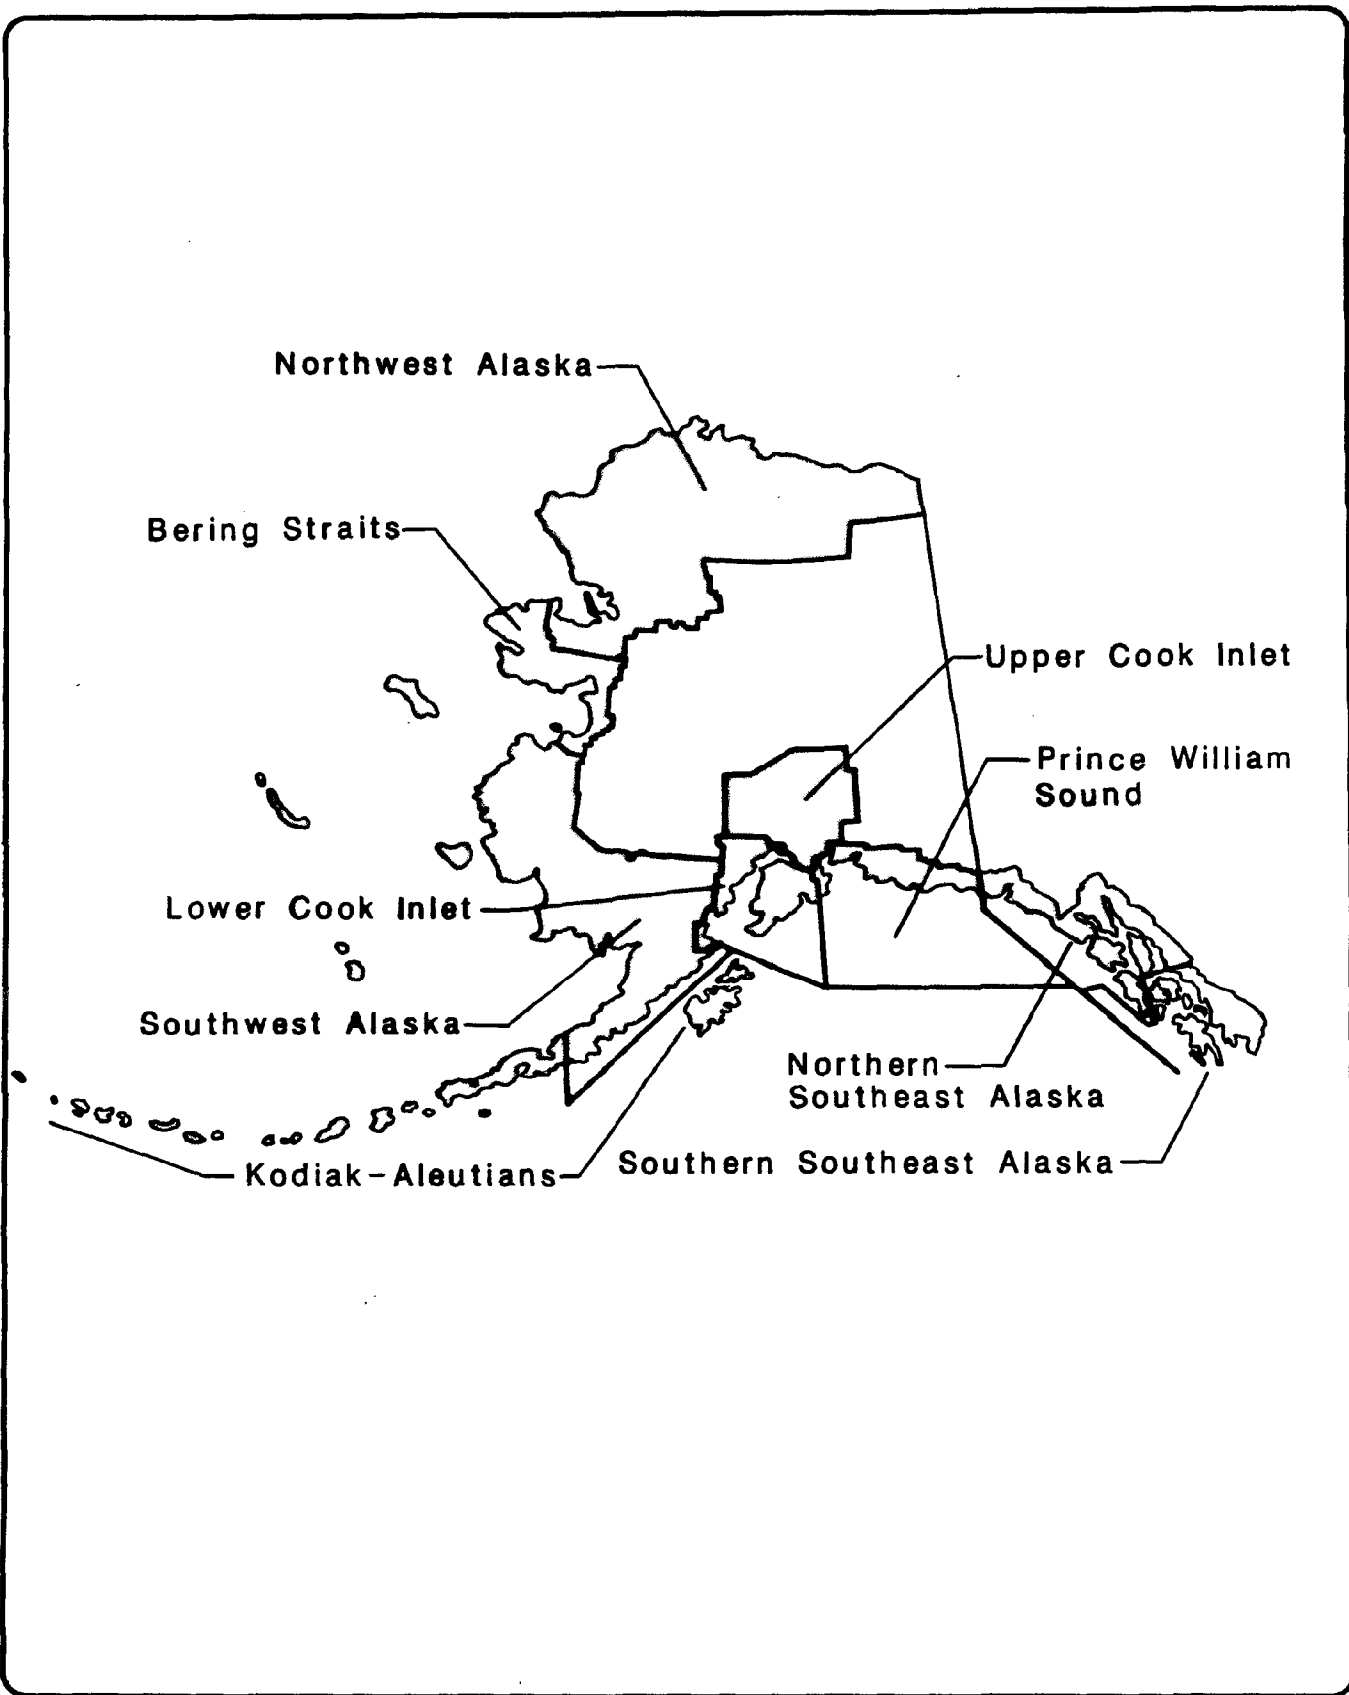 Northwest Alaska
Bering Straits
Upper Cook Inlet
Prince William
Sound
Lower Cook Inlet
Southwest Alaska
Northern
Southeast Alaska
Kodiak-Aleutians
Southern Southeast Alaska